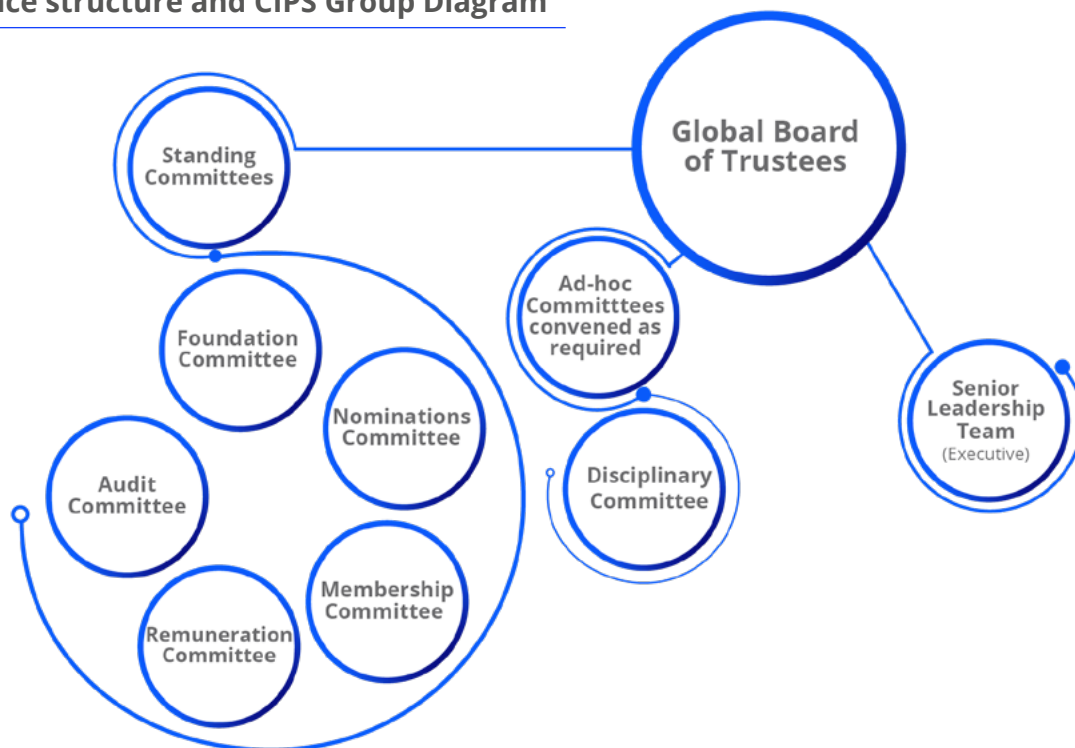 ce structure and CIPS Group Diagram
Global Board
of Trustees
Standing
Committees
Ad-hoc
Committtees
convened as
required
Foundation
Committee
Nominations
Committee
Senior
Leadership
Team
(Executive)
Audit
Committee
Disciplinary
Committee
Membership
Committee
Remuneration
Committee